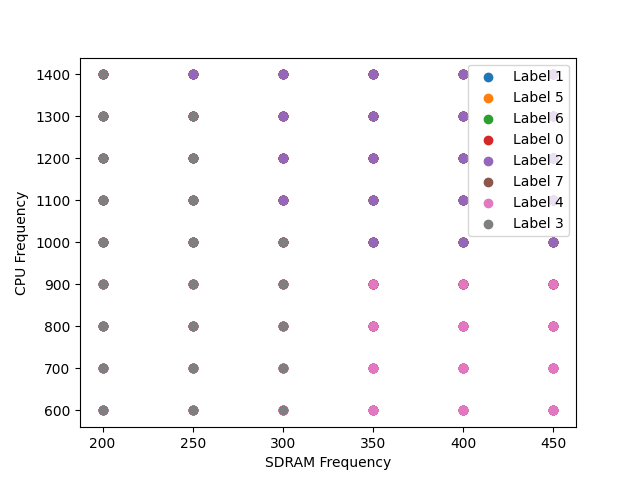 1400
1300
1200
1100
1000
900
800
700
600
CPU Frequency
Label 1
Label 5
Label 6
Label 0
Label 2
Label 7
Label 4
Label 3
200 250 300 350 400 450
SDRAM Frequency